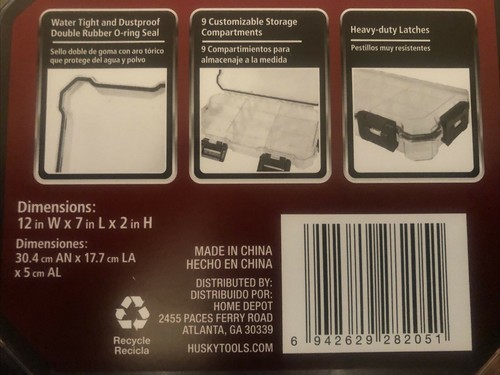 Water Tight and Dustproof
Double Rubber O-ring Seal
Sello doble de goma con aro tórico
que protege del agua y polvo
9 Customizable Storage
Compartments
9 Compartimientos para
almacenaje a la medida
Heavy-duty Latches
Pestillos muy resistentes
Dimensions:
12 in W x 7 in L x 2 in H
Dimensiones:
30.4 cm AN x 17.7 cm LA
x 5 cm AL
Recycle
Recicla
MADE IN CHINA
HECHO EN CHINA
DISTRIBUTED BY:
DISTRIBUIDO POR:
HOME DEPOT
2455 PACES FERRY ROAD
ATLANTA, GA 30339
HUSKYTOOLS.COM
6 942629 282051